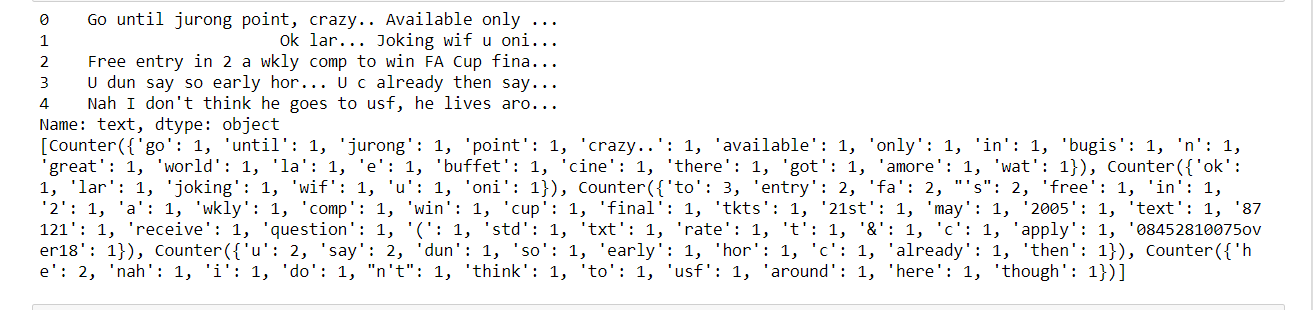 0    Go until jurong point, crazy.. Available only ...
1                        Ok lar... Joking wif u oni...
2    Free entry in 2 a wkly comp to win FA Cup fina...
3    U dun say so early hor... U c already then say...
4    Nah I don't think he goes to usf, he lives aro...
Name: text, dtype: object
[Counter({'go': 1, 'until': 1, 'jurong': 1, 'point': 1, 'crazy..': 1, 'available': 1, 'only': 1, 'in': 1, 'bugis': 1, 'n': 1,
'great': 1, 'world': 1, 'la': 1, 'e': 1, 'buffet': 1, 'cine': 1, 'there': 1, 'got': 1, 'amore': 1, 'wat': 1}), Counter({'ok':
1, 'lar': 1, 'joking': 1, 'wif': 1, 'u': 1, 'oni': 1}), Counter({'to': 3, 'entry': 2, 'fa': 2, "'s": 2, 'free': 1, 'in': 1,
'2': 1, 'a': 1, 'wkly': 1, 'comp': 1, 'win': 1, 'cup': 1, 'final': 1, 'tkts': 1, '21st': 1, 'may': 1, '2005': 1, 'text': 1, '87
121': 1, 'receive': 1, 'question': 1, '(': 1, 'std': 1, 'txt': 1, 'rate': 1, 't': 1, '&': 1, 'c': 1, 'apply': 1, '08452810075ov
er18': 1}), Counter({'u': 2, 'say': 2, 'dun': 1, 'so': 1, 'early': 1, 'hor': 1, 'c': 1, 'already': 1, 'then': 1}), Counter({'h
e': 2, 'nah': 1, 'i': 1, 'do': 1, "n't": 1, 'think': 1, 'to': 1, 'usf': 1, 'around': 1, 'here': 1, 'though': 1})]